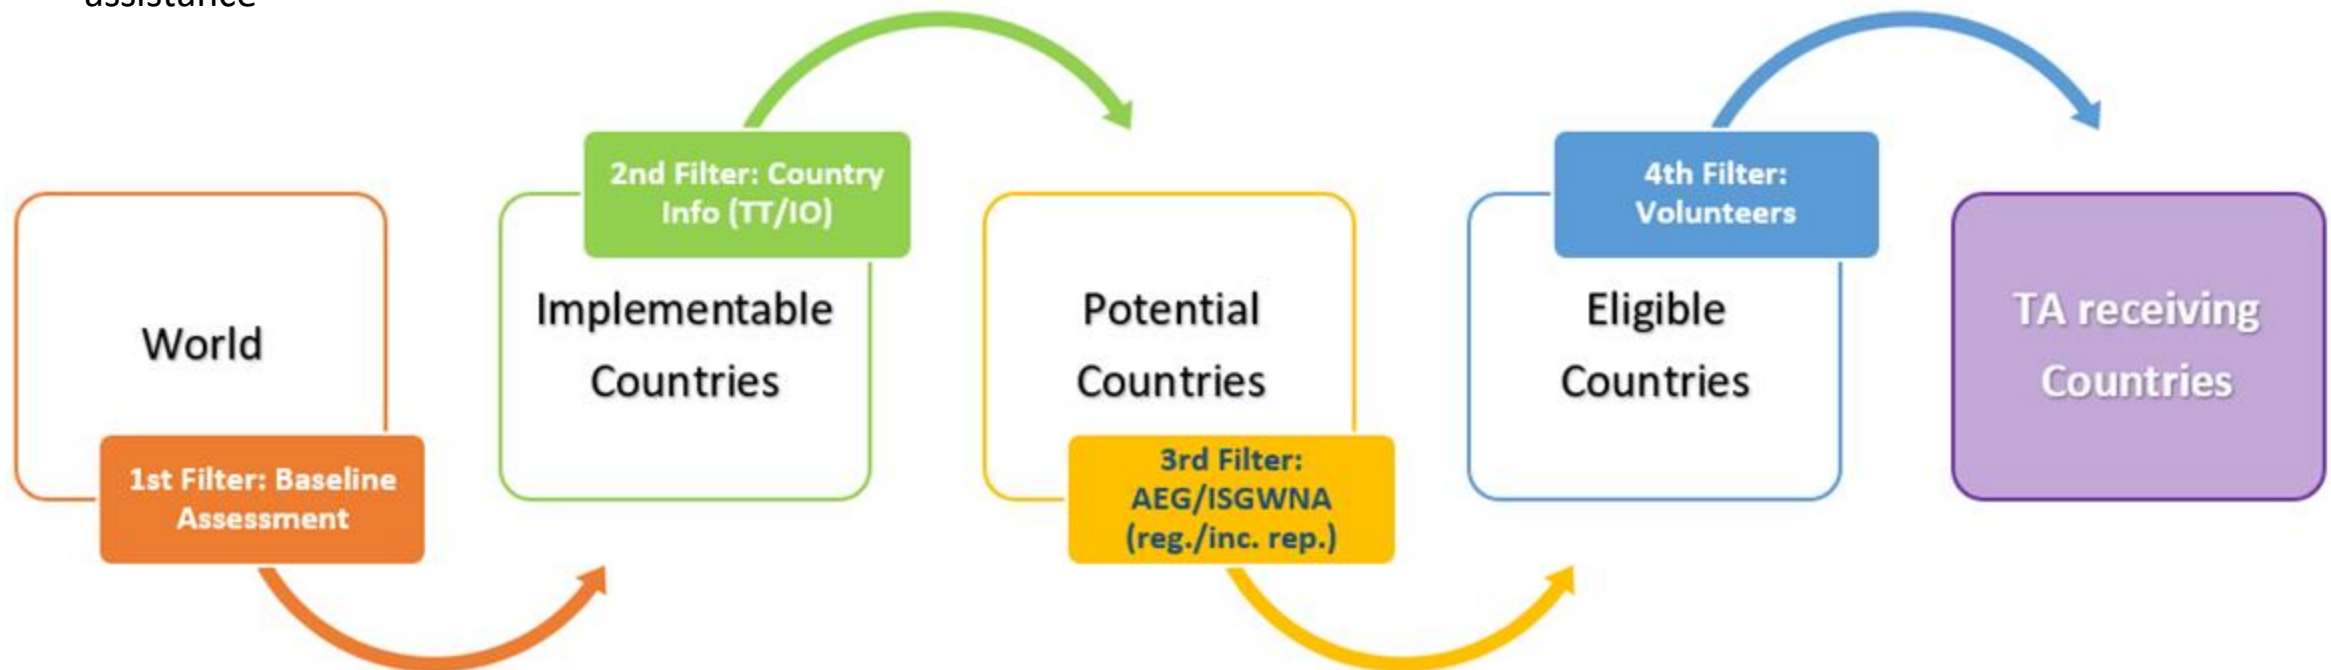 assistance
World
1st Filter: Baseline
Assessment
2nd Filter: Country
Info (TT/IO)
Implementable
Countries
Potential
Countries
3rd Filter:
AEG/ISGWNA
(reg./inc. rep.)
4th Filter:
Volunteers
Eligible
Countries
TA receiving
Countries